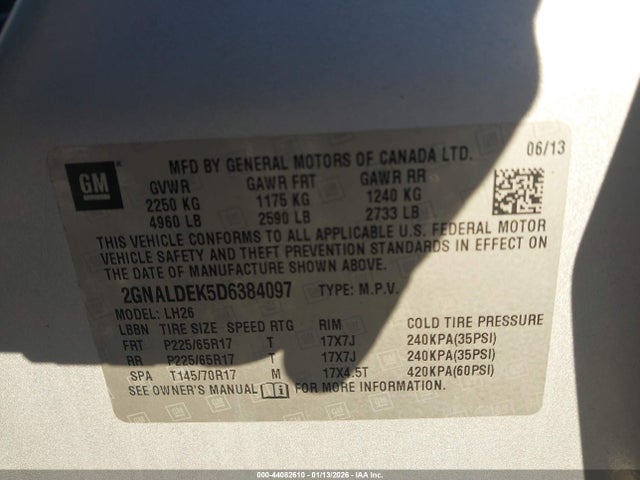 GM
MFD BY GENERAL MOTORS OF CANADA LTD. 06/13
GVWR GAWR FRT GAWR RR
2250 KG 1175 KG 1240 KG
4960 LB 2590 LB 2733 LB
THIS VEHICLE CONFORMS TO ALL APPLICABLE U.S. FEDERAL MOTOR
VEHICLE SAFETY AND THEFT PREVENTION STANDARDS IN EFFECT ON
THE DATE OF MANUFACTURE SHOWN ABOVE.
2GNALDEK5D6384097 TYPE: M.P.V.
MODEL: LH26
LBBN TIRE SIZE SPEED RTG RIM COLD TIRE PRESSURE
FRT P225/65R17 T 17X7J 240KPA(35PSI)
RR P225/65R17 T 17X7J 240KPA(35PSI)
SPA T145/70R17 M 17X4.5T 420KPA(60PSI)
SEE OWNER'S MANUAL FOR MORE INFORMATION.
000-44082610 - 01/13/2026 - IAA Inc.